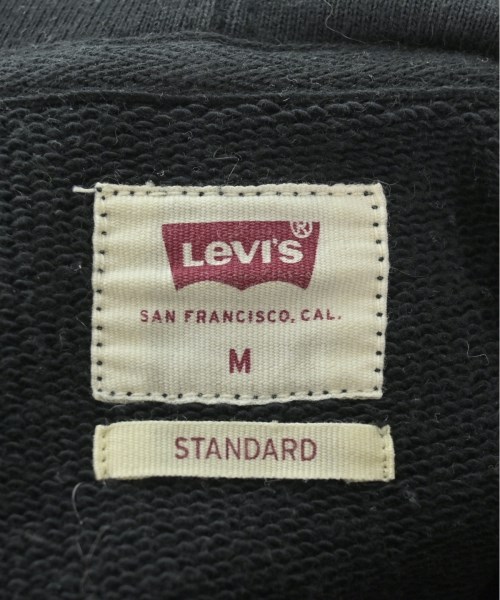 LEVI'S ®
SAN FRANCISCO, CAL.
M
STANDARD